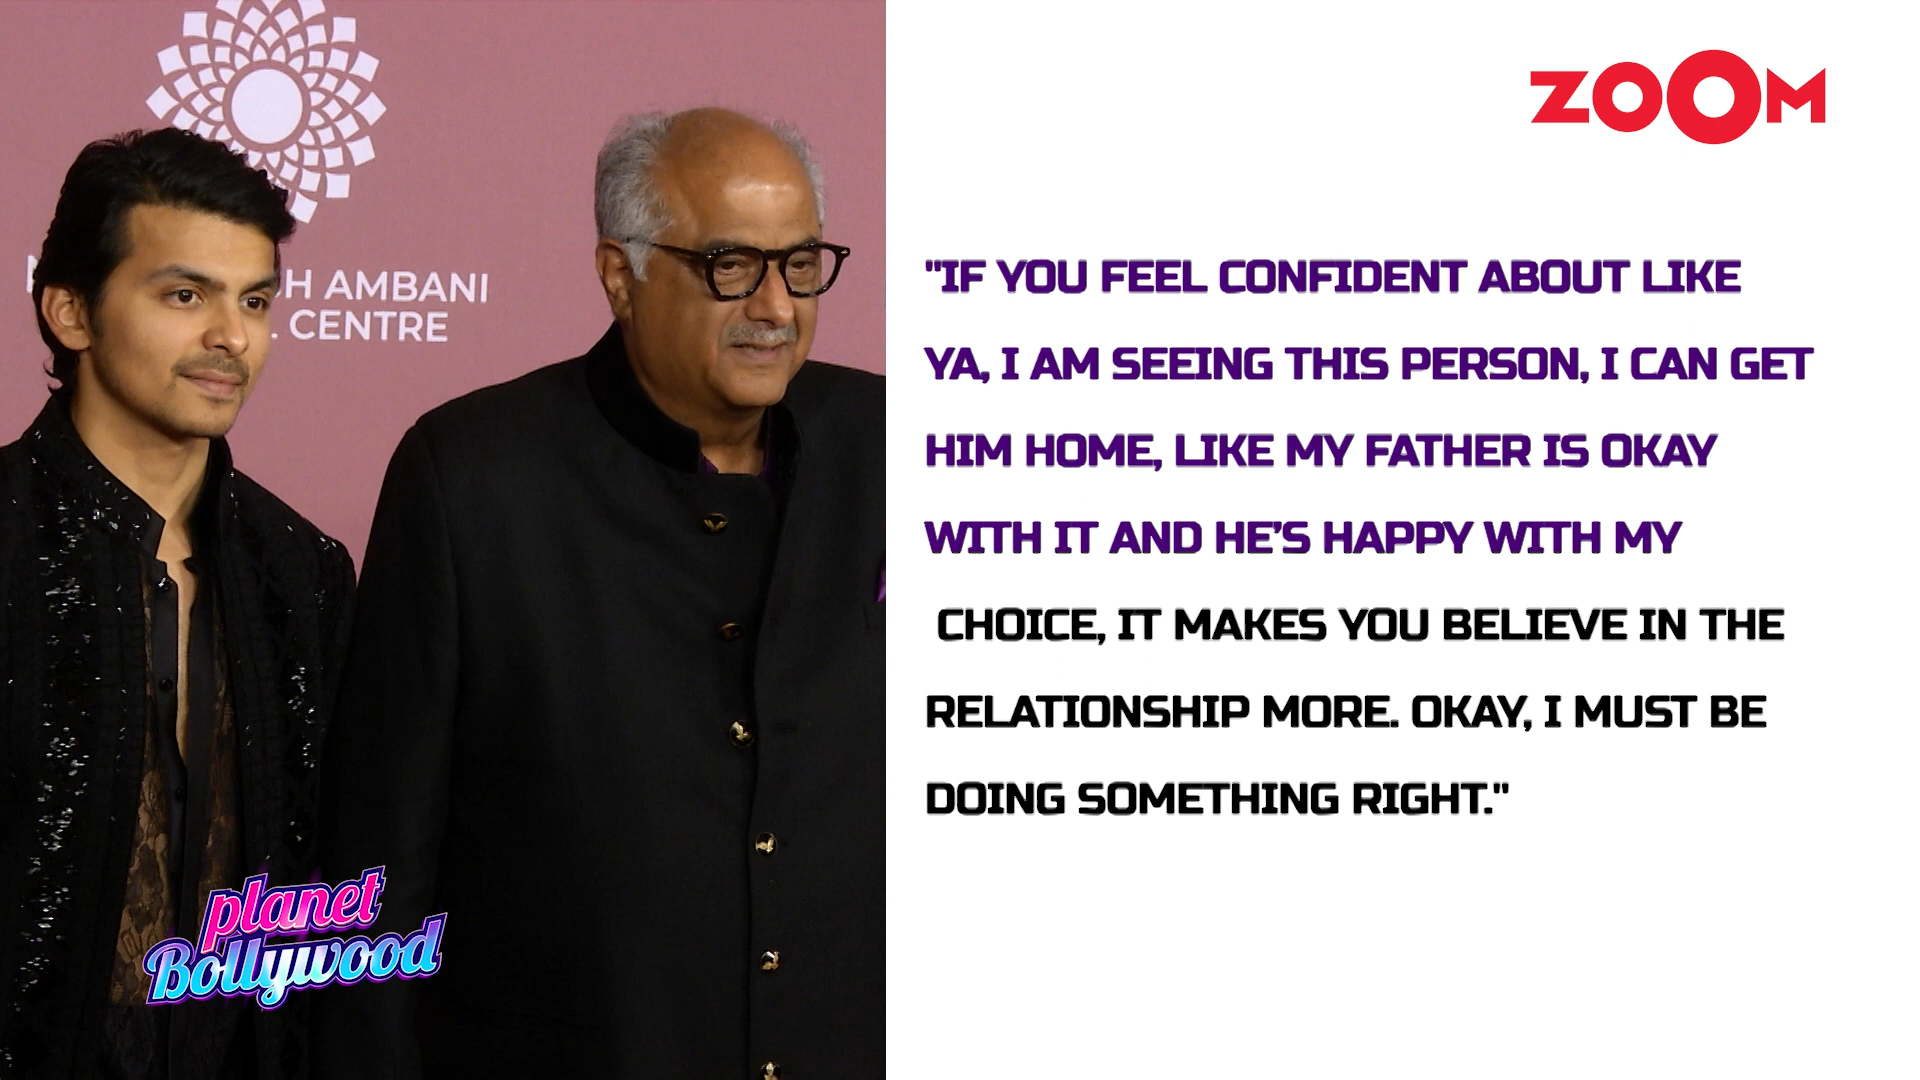 H AMBANI
. CENTRE
planet
Bollywood
ZOOM
"IF YOU FEEL CONFIDENT ABOUT LIKE
YA, I AM SEEING THIS PERSON, I CAN GET
HIM HOME, LIKE MY FATHER IS OKAY
WITH IT AND HE'S HAPPY WITH MY
CHOICE, IT MAKES YOU BELIEVE IN THE
RELATIONSHIP MORE. OKAY, I MUST BE
DOING SOMETHING RIGHT."